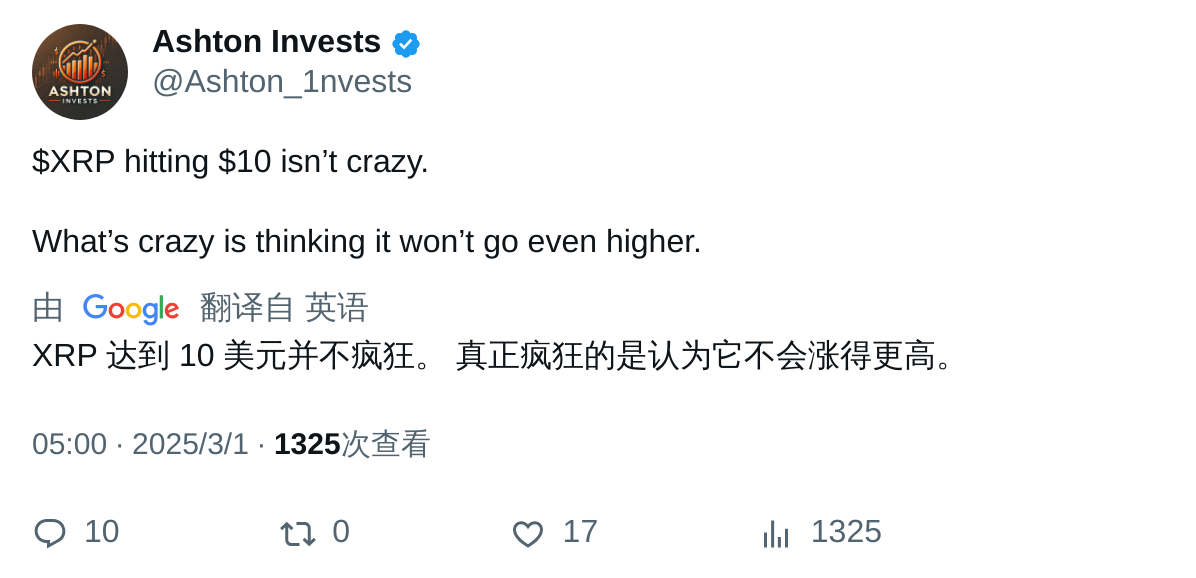 Ashton Invests
@Ashton_1nvests
ASHTON
INVESTS
$XRP hitting $10 isn’t crazy.
What’s crazy is thinking it won’t go even higher.
由 Google 翻译自 英语
XRP 达到 10 美元并不疯狂。 真正疯狂的是认为它不会涨得更高。
05:00 · 2025/3/1 · 1325次查看
10 0 17 1325